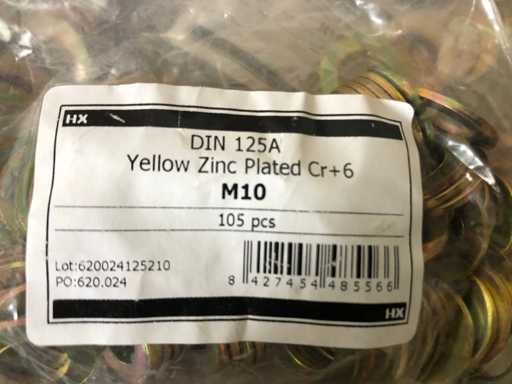 HX
DIN 125A
Yellow Zinc Plated Cr+6
M10
105 pcs
Lot:620024125210
PO:620.024
8 427454 485566
HX